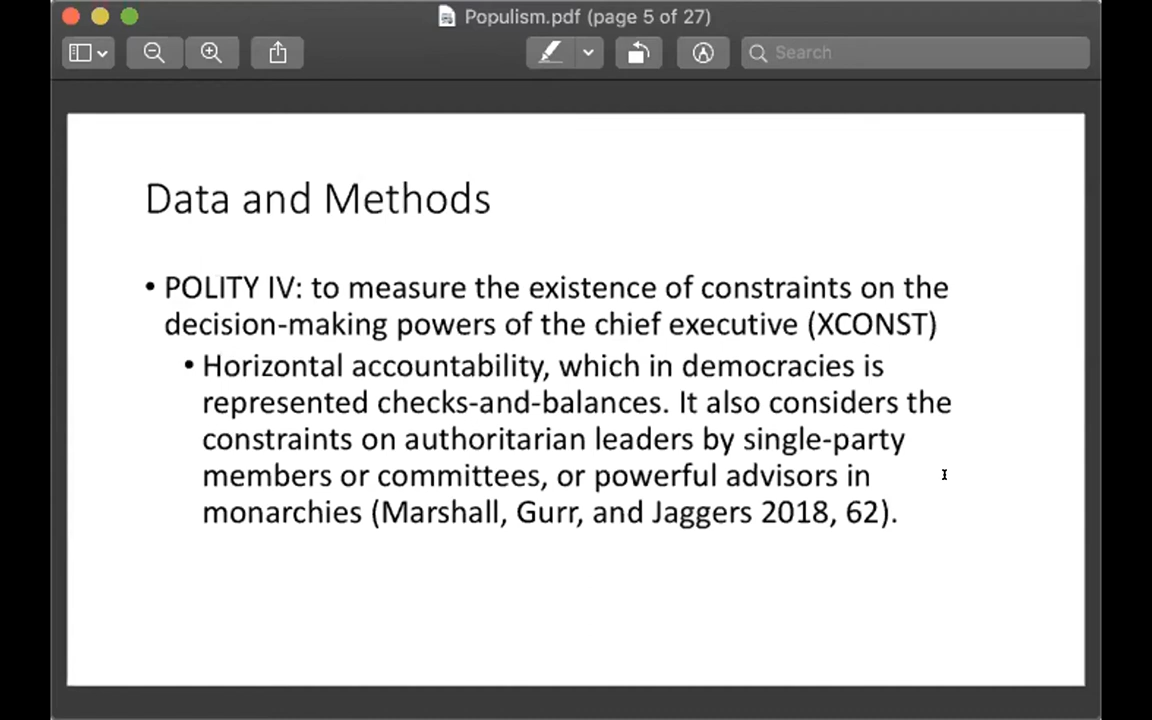 Populism.pdf (page 5 of 27)
Search
Data and Methods
• POLITY IV: to measure the existence of constraints on the
decision-making powers of the chief executive (XCONST)
• Horizontal accountability, which in democracies is
represented checks-and-balances. It also considers the
constraints on authoritarian leaders by single-party
members or committees, or powerful advisors in
monarchies (Marshall, Gurr, and Jaggers 2018, 62).